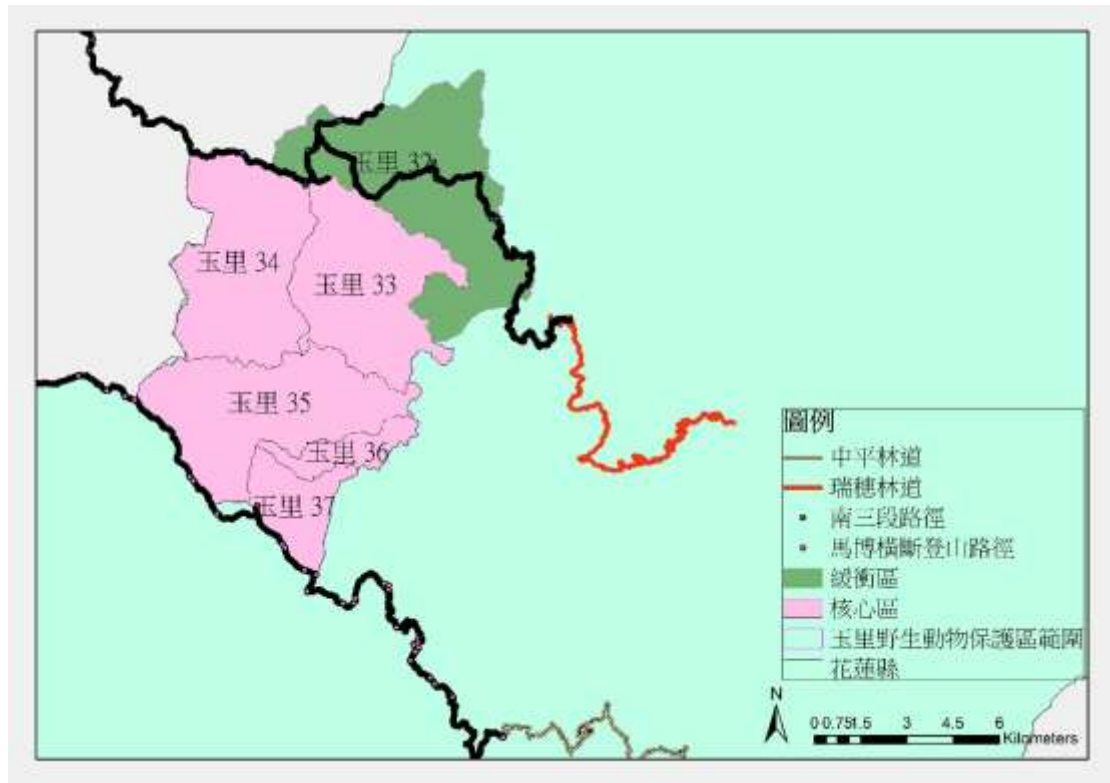 玉里 32
玉里 34
玉里 33
玉里 35
玉里 36
玉里 37
圖例
中平林道
瑞穗林道
南三段路徑
馬博橫斷登山路徑
緩衝區
核心區
玉里野生動物保護區範圍
花蓮縣
N
0 0.75 1.5 3 4.5 6
Kilometers